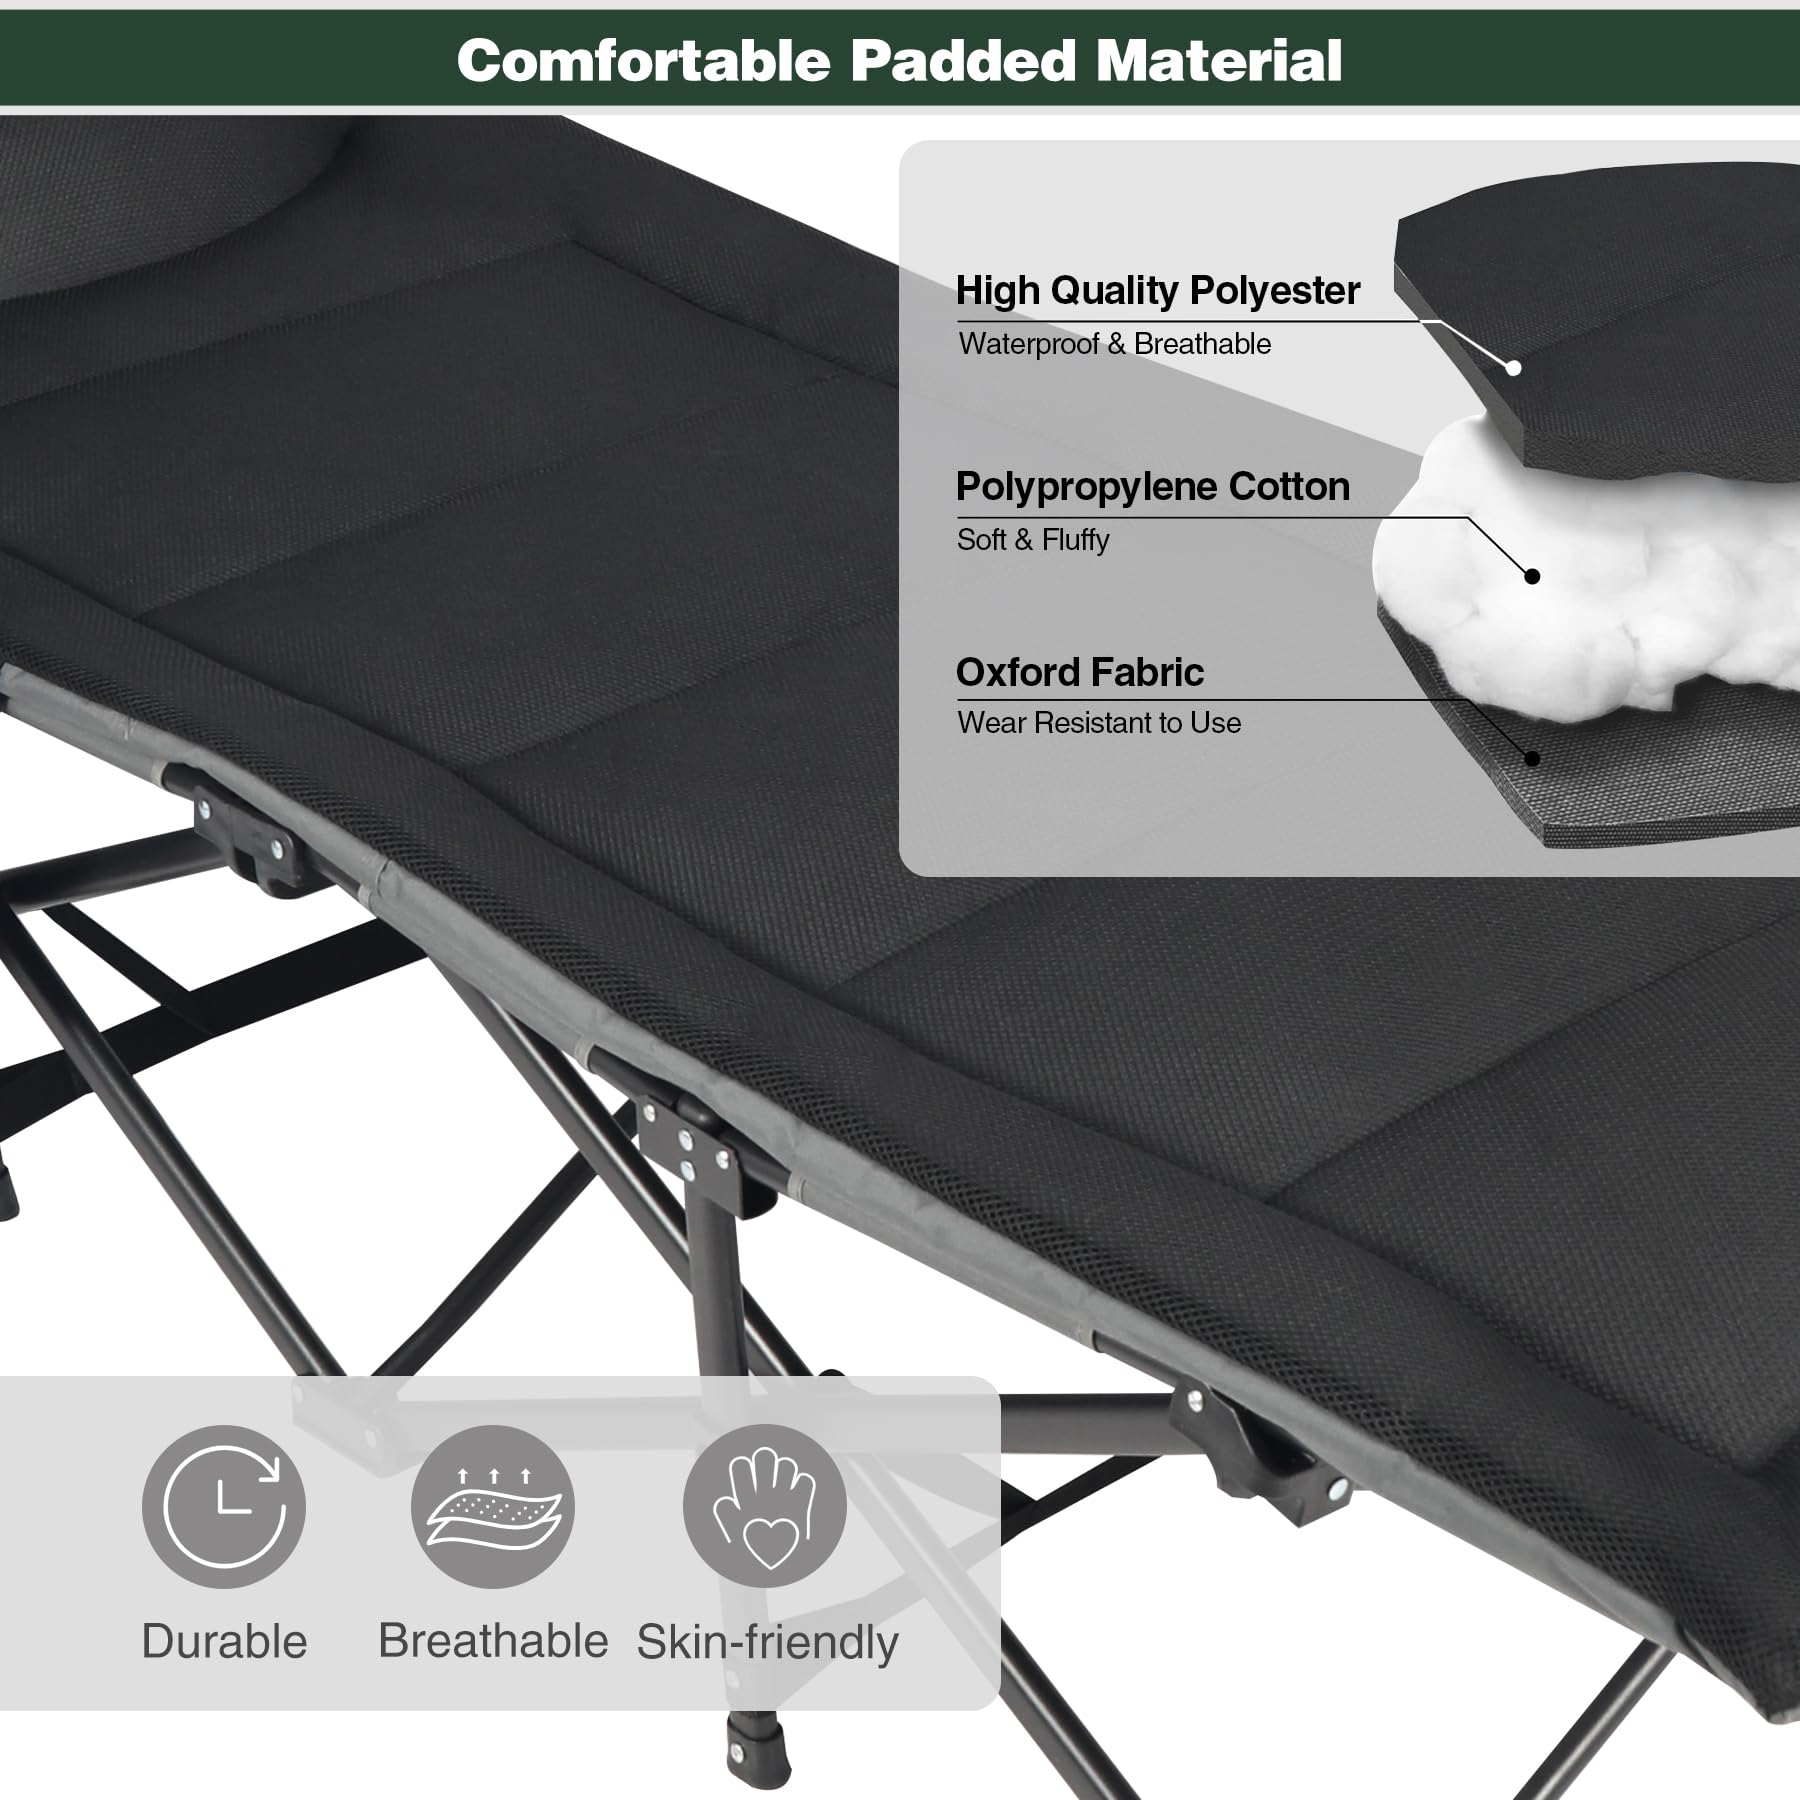 Comfortable Padded Material
High Quality Polyester
Waterproof & Breathable
Polypropylene Cotton
Soft & Fluffy
Oxford Fabric
Wear Resistant to Use
Durable
Breathable
Skin-friendly